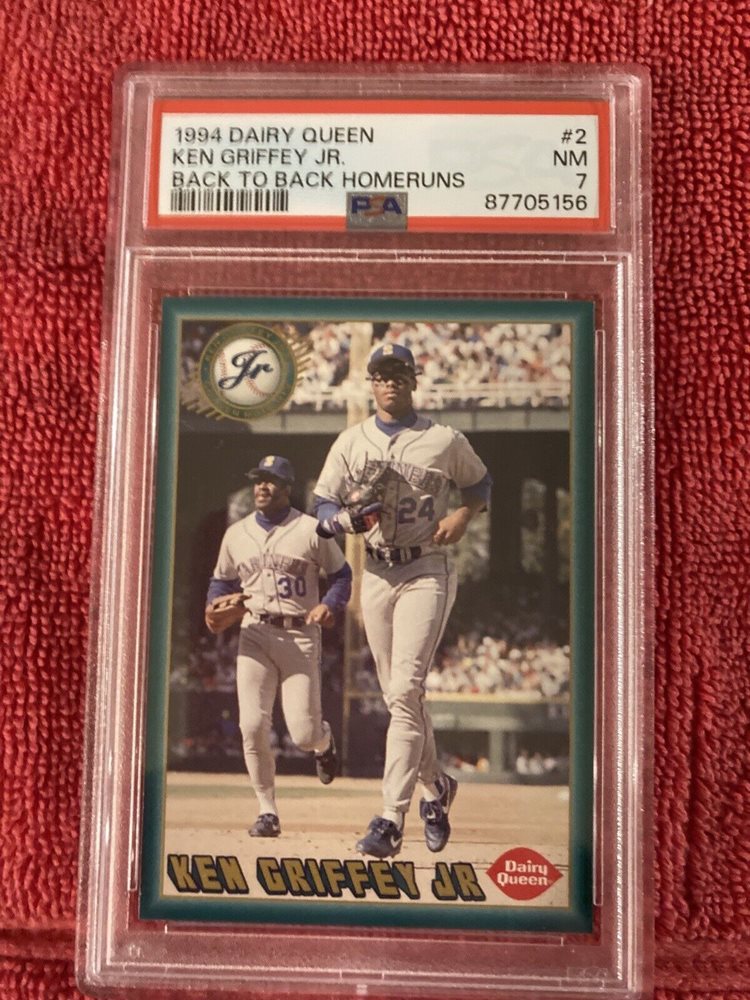 1994 DAIRY QUEEN #2
KEN GRIFFEY JR. NM
BACK TO BACK HOMERUNS 7
PSA 87705156
Jr
S
MARINERS
24
30
KEN GRIFFEY JR
Dairy
Queen